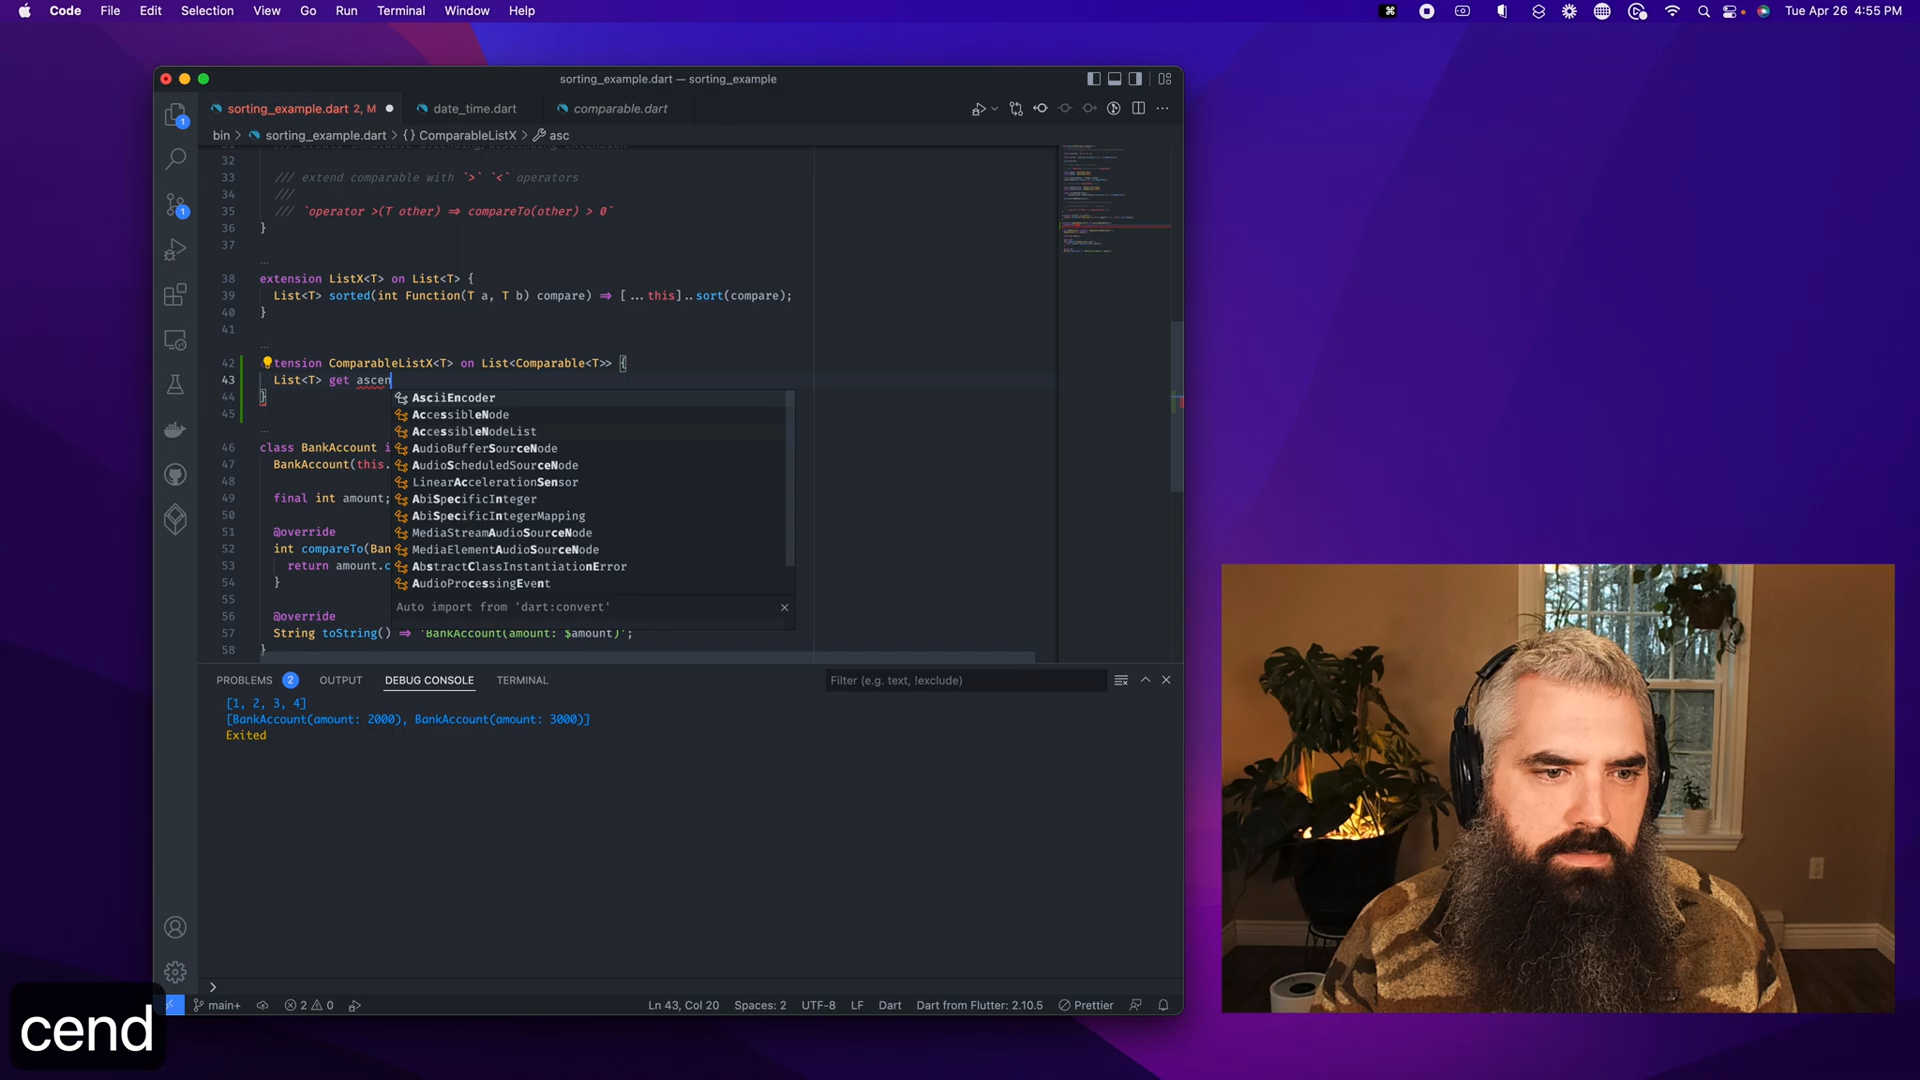 Code File Edit Selection View Go Run Terminal Window Help
Tue Apr 26 4:55 PM
sorting_example.dart — sorting_example
sorting_example.dart 2, M
date_time.dart
comparable.dart
bin > sorting_example.dart > {} ComparableListX > asc
32
33 /// extend comparable with `>` `<` operators
34 ///
35 /// `operator >(T other) => compareTo(other) > 0`
36 }
37
38 extension ListX<T> on List<T> {
39 List<T> sorted(int Function(T a, T b) compare) => [...this]..sort(compare);
40 }
41
42 tension ComparableListX<T> on List<Comparable<T>> {
43 List<T> get ascen
44 }
45
46 class BankAccount i
47 BankAccount(this.
48
49 final int amount;
50
51 @override
52 int compareTo(Ban
53 return amount.c
54 }
55
56 @override
57 String toString() => 'BankAccount(amount: $amount)';
58 }
AsciiEncoder
AccessibleNode
AccessibleNodeList
AudioBufferSourceNode
AudioScheduledSourceNode
LinearAccelerationSensor
AbiSpecificInteger
AbiSpecificIntegerMapping
MediaStreamAudioSourceNode
MediaElementAudioSourceNode
AbstractClassInstantiationError
AudioProcessingEvent
Auto import from 'dart:convert'
PROBLEMS 2 OUTPUT DEBUG CONSOLE TERMINAL
Filter (e.g. text, !exclude)
[1, 2, 3, 4]
[BankAccount(amount: 2000), BankAccount(amount: 3000)]
Exited
main+ 2 0
Ln 43, Col 20 Spaces: 2 UTF-8 LF Dart Dart from Flutter: 2.10.5 Prettier
cend